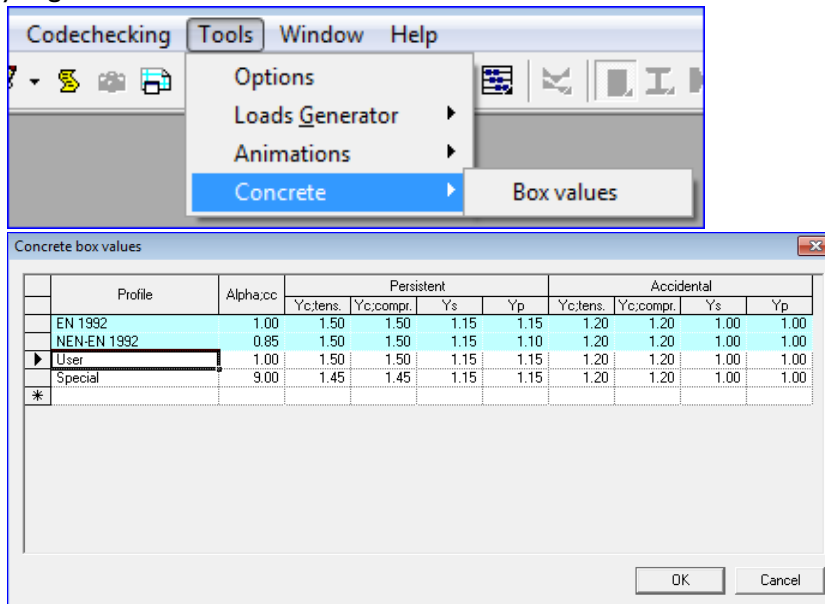 Codechecking Tools Window Help
Options
Loads Generator
Animations
Concrete Box values
Concrete box values
Profile Alpha;cc Persistent Accidental
Yc;tens. Yc;compr. Ys Yp Yc;tens. Yc;compr. Ys Yp
EN 1992 1.00 1.50 1.50 1.15 1.15 1.20 1.20 1.00 1.00
NEN-EN 1992 0.85 1.50 1.50 1.15 1.10 1.20 1.20 1.00 1.00
User 1.00 1.50 1.50 1.15 1.15 1.20 1.20 1.00 1.00
Special 9.00 1.45 1.45 1.15 1.15 1.20 1.20 1.00 1.00
OK Cancel